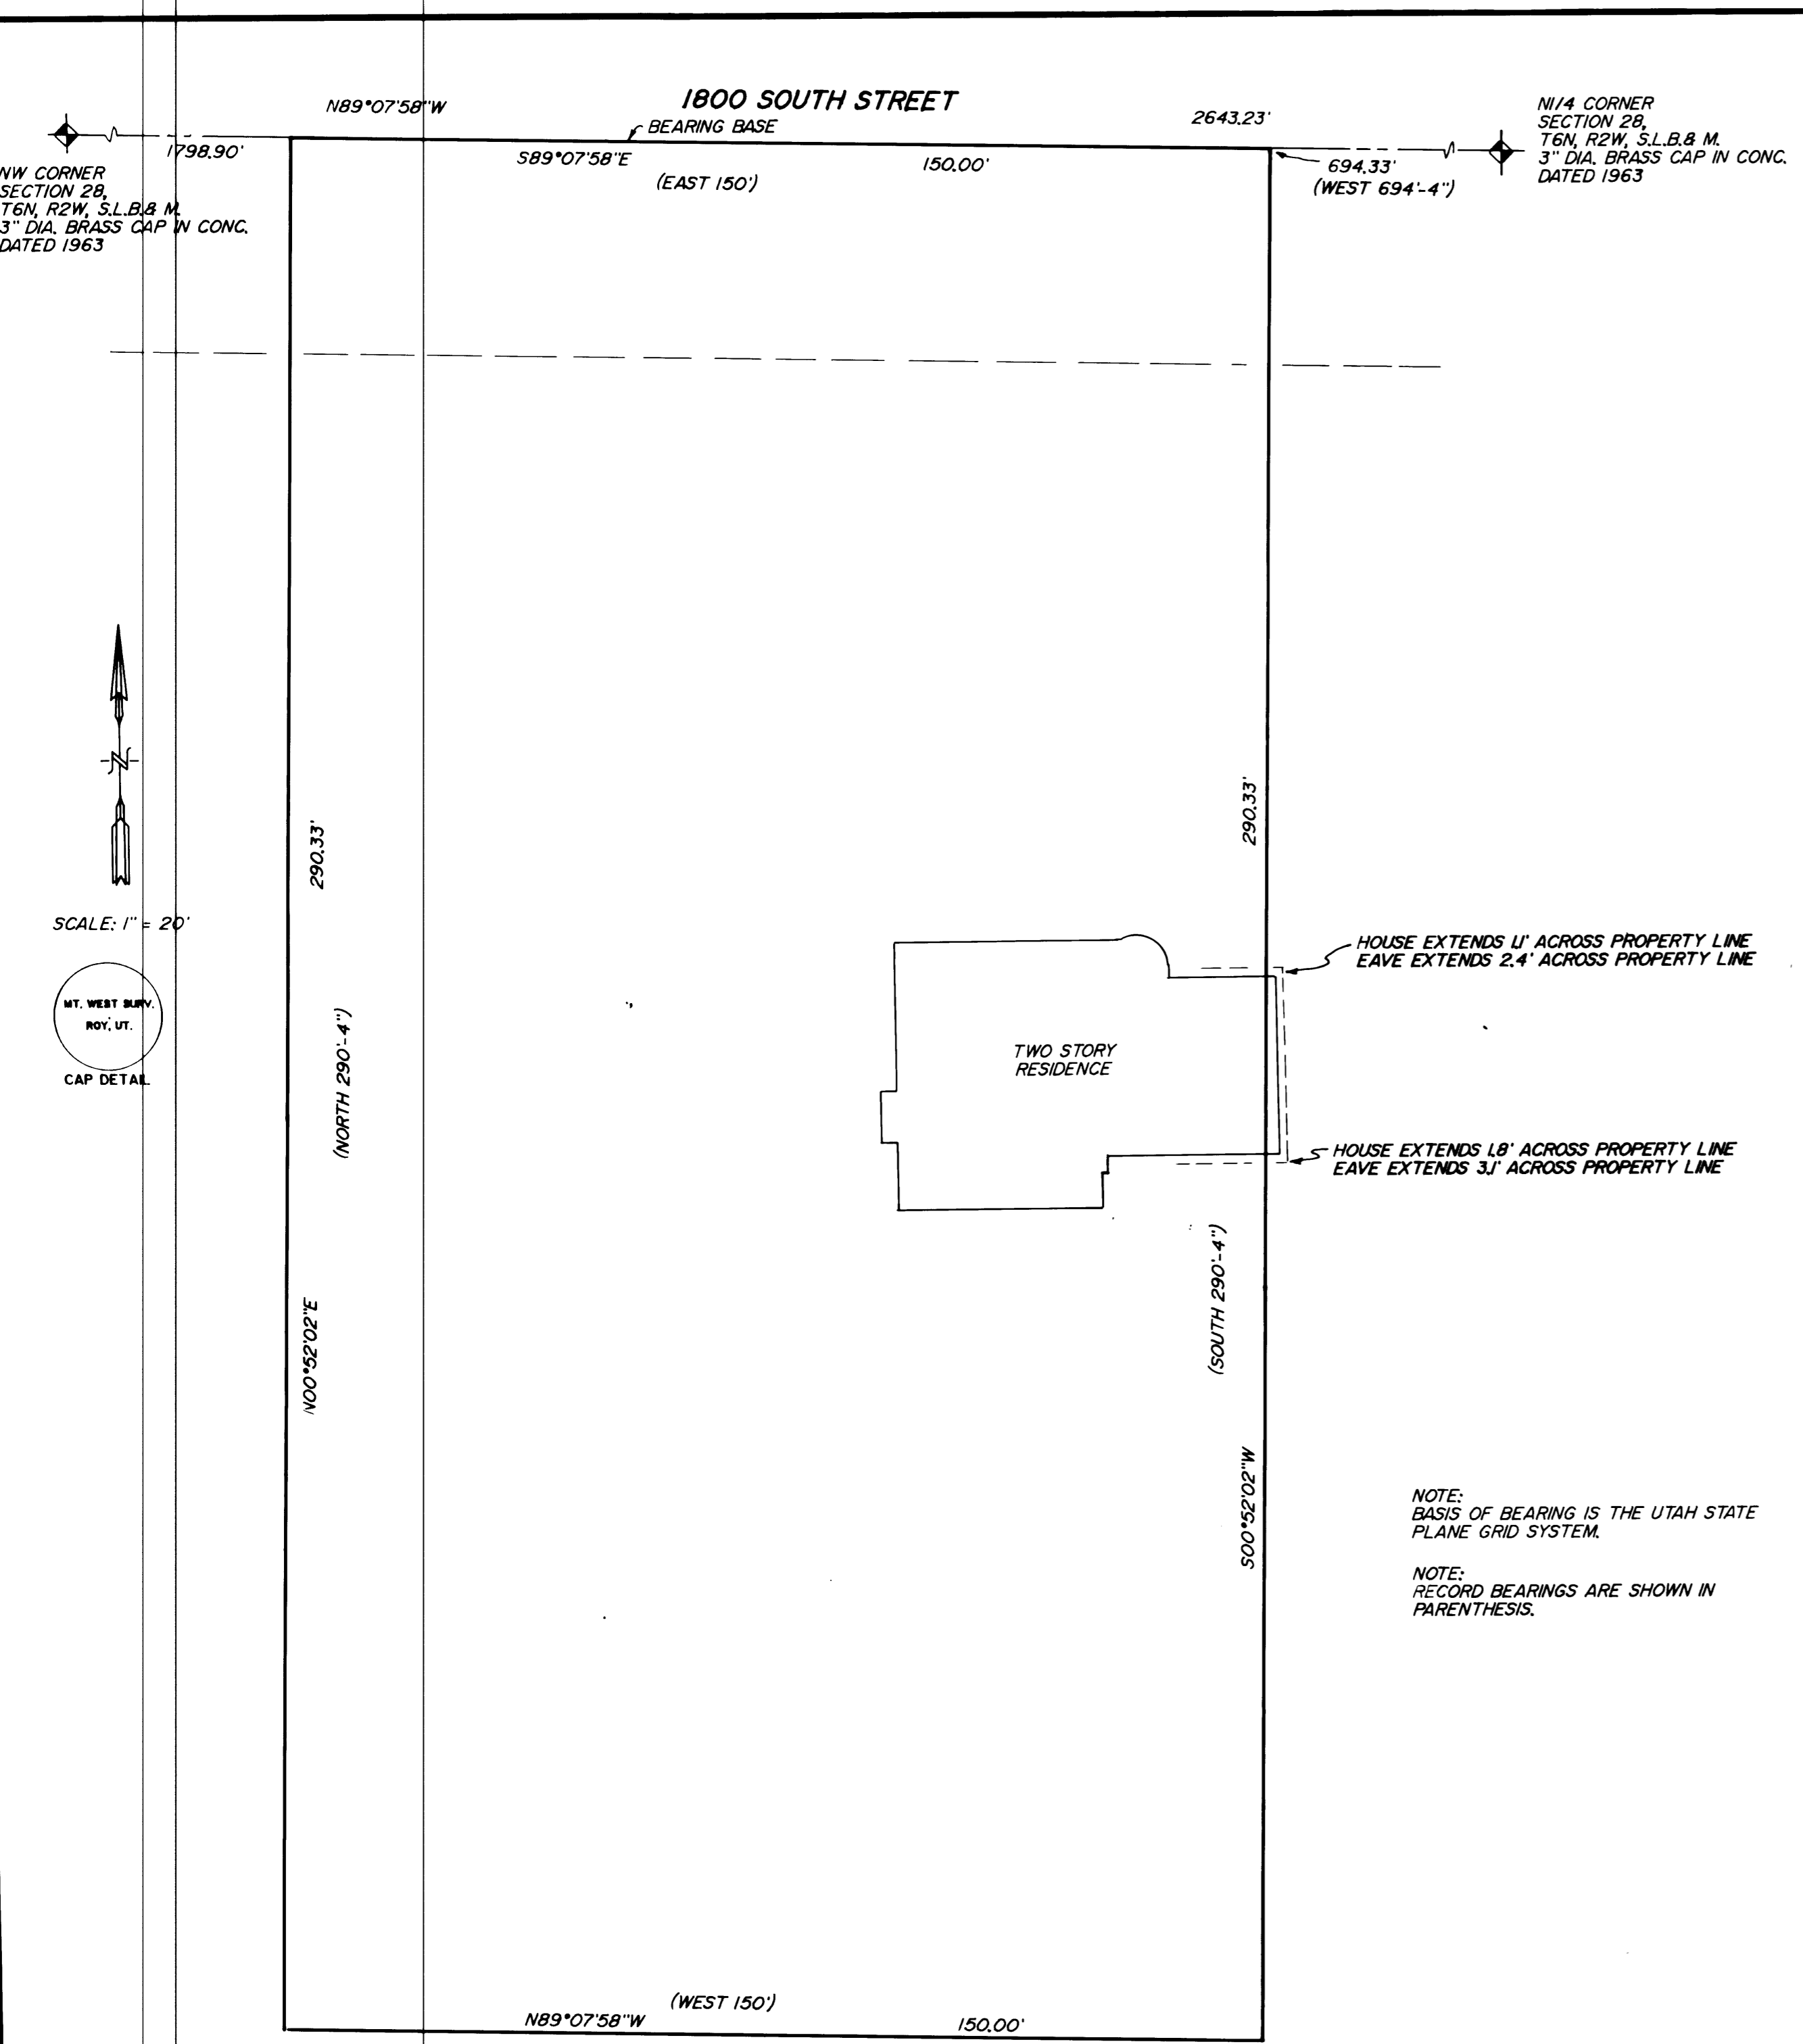 N89°07'58"W
1800 SOUTH STREET
2643.23'
BEARING BASE
1798.90'
S89°07'58"E
150.00'
(EAST 150')
694.33'
(WEST 694'-4")
N1/4 CORNER
SECTION 28,
T6N, R2W, S.L.B.& M.
3" DIA. BRASS CAP IN CONC.
DATED 1963
NW CORNER
SECTION 28,
T6N, R2W, S.L.B.& M.
3" DIA. BRASS CAP IN CONC.
DATED 1963
N
SCALE: 1" = 20'
MT. WEST SURV.
ROY, UT.
CAP DETAIL
290.33'
(NORTH 290'-4")
N00°52'02"E
290.33'
(SOUTH 290'-4")
S00°52'02"W
TWO STORY
RESIDENCE
HOUSE EXTENDS 1.1' ACROSS PROPERTY LINE
EAVE EXTENDS 2.4' ACROSS PROPERTY LINE
HOUSE EXTENDS 1.8' ACROSS PROPERTY LINE
EAVE EXTENDS 3.1' ACROSS PROPERTY LINE
NOTE:
BASIS OF BEARING IS THE UTAH STATE
PLANE GRID SYSTEM.
NOTE:
RECORD BEARINGS ARE SHOWN IN
PARENTHESIS.
(WEST 150')
N89°07'58"W
150.00'